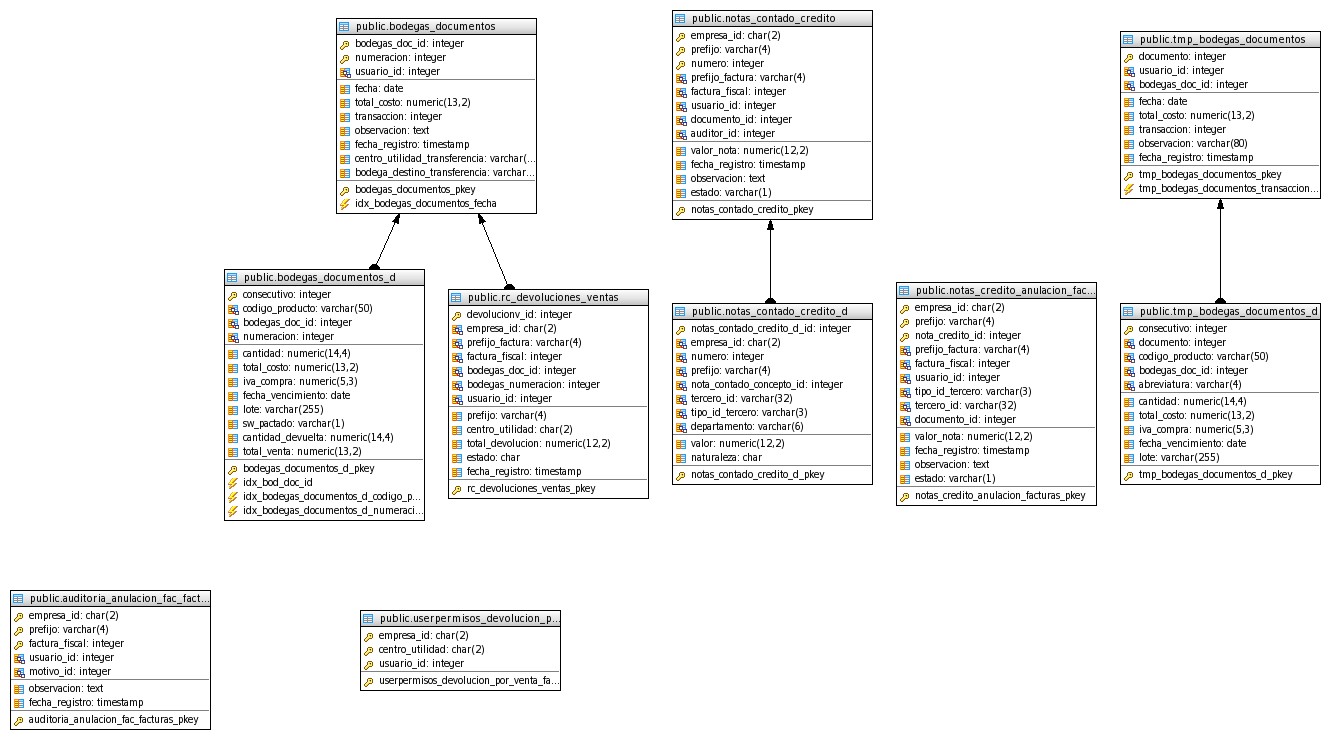 public.bodegas_documentos
bodegas_doc_id: integer
numeracion: integer
usuario_id: integer
fecha: date
total_costo: numeric(13,2)
transaccion: integer
observacion: text
fecha_registro: timestamp
centro_utilidad_transferencia: varchar(...
bodega_destino_transferencia: varchar...
bodegas_documentos_pkey
idx_bodegas_documentos_fecha
public.notas_contado_credito
empresa_id: char(2)
prefijo: varchar(4)
numero: integer
prefijo_factura: varchar(4)
factura_fiscal: integer
usuario_id: integer
documento_id: integer
auditor_id: integer
valor_nota: numeric(12,2)
fecha_registro: timestamp
observacion: text
estado: varchar(1)
notas_contado_credito_pkey
public.tmp_bodegas_documentos
documento: integer
usuario_id: integer
bodegas_doc_id: integer
fecha: date
total_costo: numeric(13,2)
transaccion: integer
observacion: varchar(80)
fecha_registro: timestamp
tmp_bodegas_documentos_pkey
tmp_bodegas_documentos_transaccion...
public.bodegas_documentos_d
consecutivo: integer
codigo_producto: varchar(50)
bodegas_doc_id: integer
numeracion: integer
cantidad: numeric(14,4)
total_costo: numeric(13,2)
iva_compra: numeric(5,3)
fecha_vencimiento: date
lote: varchar(255)
sw_pactado: varchar(1)
cantidad_devuelta: numeric(14,4)
total_venta: numeric(13,2)
bodegas_documentos_d_pkey
idx_bod_doc_id
idx_bodegas_documentos_d_codigo_p...
idx_bodegas_documentos_d_numeraci...
public.rc_devoluciones_ventas
devolucionv_id: integer
empresa_id: char(2)
prefijo_factura: varchar(4)
factura_fiscal: integer
bodegas_doc_id: integer
bodegas_numeracion: integer
usuario_id: integer
prefijo: varchar(4)
centro_utilidad: char(2)
total_devolucion: numeric(12,2)
estado: char
fecha_registro: timestamp
rc_devoluciones_ventas_pkey
public.notas_contado_credito_d
notas_contado_credito_d_id: integer
empresa_id: char(2)
numero: integer
prefijo: varchar(4)
nota_contado_concepto_id: integer
tercero_id: varchar(32)
tipo_id_tercero: varchar(3)
departamento: varchar(6)
valor: numeric(12,2)
naturaleza: char
notas_contado_credito_d_pkey
public.notas_credito_anulacion_fac...
empresa_id: char(2)
prefijo: varchar(4)
nota_credito_id: integer
prefijo_factura: varchar(4)
factura_fiscal: integer
usuario_id: integer
tipo_id_tercero: varchar(3)
tercero_id: varchar(32)
documento_id: integer
valor_nota: numeric(12,2)
fecha_registro: timestamp
observacion: text
estado: varchar(1)
notas_credito_anulacion_facturas_pkey
public.tmp_bodegas_documentos_d
consecutivo: integer
documento: integer
codigo_producto: varchar(50)
bodegas_doc_id: integer
abreviatura: varchar(4)
cantidad: numeric(14,4)
total_costo: numeric(13,2)
iva_compra: numeric(5,3)
fecha_vencimiento: date
lote: varchar(255)
tmp_bodegas_documentos_d_pkey
public.auditoria_anulacion_fac_fact...
empresa_id: char(2)
prefijo: varchar(4)
factura_fiscal: integer
usuario_id: integer
motivo_id: integer
observacion: text
fecha_registro: timestamp
auditoria_anulacion_fac_facturas_pkey
public.userpermisos_devolucion_p...
empresa_id: char(2)
centro_utilidad: char(2)
usuario_id: integer
userpermisos_devolucion_por_venta_fa...